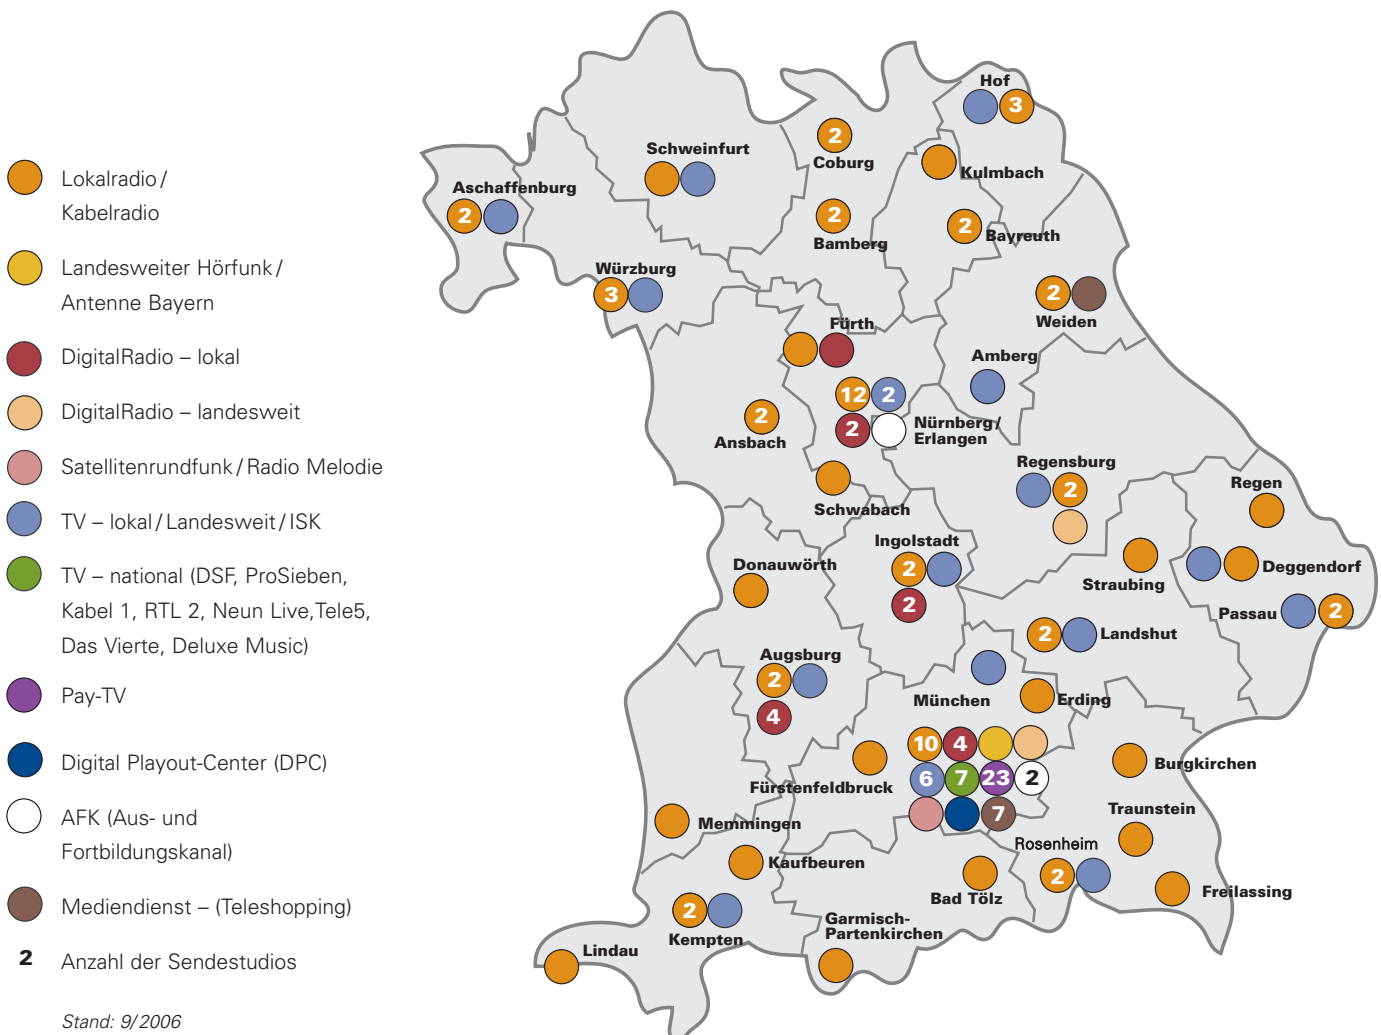 Lokalradio/
Kabelradio
Landesweiter Hörfunk/
Antenne Bayern
DigitalRadio – lokal
DigitalRadio – landesweit
Satellitenrundfunk/Radio Melodie
TV – lokal/Landesweit/ISK
TV – national (DSF, ProSieben,
Kabel 1, RTL 2, Neun Live,Tele5,
Das Vierte, Deluxe Music)
Pay-TV
Digital Playout-Center (DPC)
AFK (Aus- und
Fortbildungskanal)
Mediendienst – (Teleshopping)
2 Anzahl der Sendestudios
Stand: 9/2006
Hof
3
2
Coburg
Schweinfurt
Kulmbach
Aschaffenburg
2
2
Bamberg
2
Bayreuth
Würzburg
3
2
Weiden
Fürth
Amberg
12 2
2
Nürnberg/
Erlangen
2
Ansbach
Schwabach
Regensburg
2
Regen
Ingolstadt
2
2
Donauwörth
Straubing
Deggendorf
Passau
2
2
Landshut
Augsburg
2
4
München
Erding
10 4
6 7 23 2
7
Fürstenfeldbruck
Burgkirchen
Traunstein
Memmingen
Rosenheim
2
Kaufbeuren
Bad Tölz
Freilassing
2
Kempten
Garmisch-
Partenkirchen
Lindau